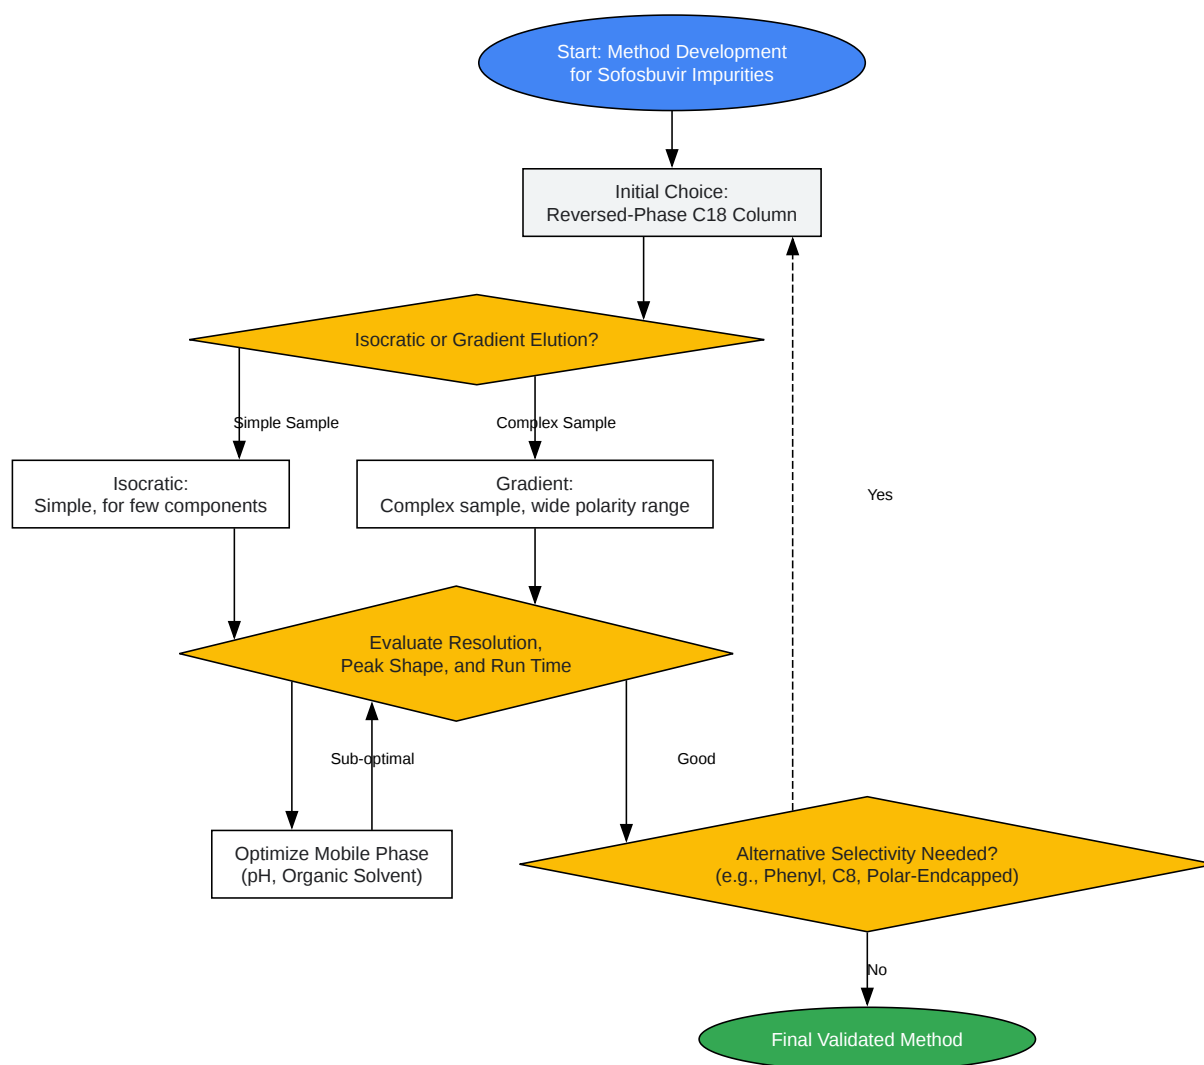 Start: Method Development
for Sofosbuvir Impurities
Initial Choice:
Reversed-Phase C18 Column
Isocratic or Gradient Elution?
Simple Sample
Complex Sample
Isocratic:
Simple, for few components
Gradient:
Complex sample, wide polarity range
Yes
Evaluate Resolution,
Peak Shape, and Run Time
Sub-optimal
Good
Optimize Mobile Phase
(pH, Organic Solvent)
Alternative Selectivity Needed?
(e.g., Phenyl, C8, Polar-Endcapped)
No
Final Validated Method